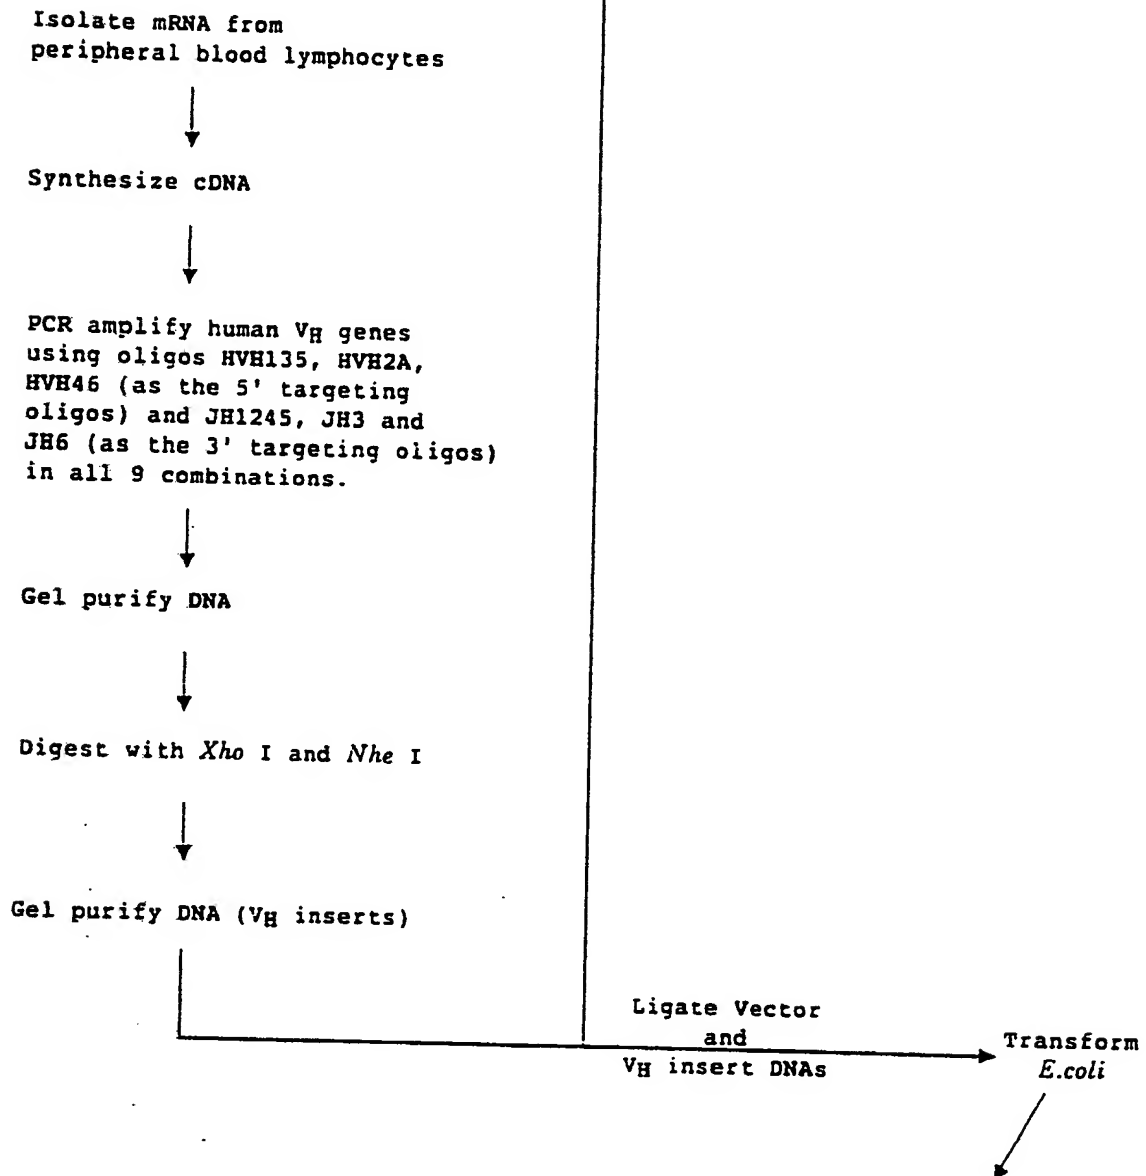 Isolate mRNA from
peripheral blood lymphocytes
Synthesize cDNA
PCR amplify human VH genes
using oligos HVH135, HVH2A,
HVH46 (as the 5' targeting
oligos) and JH1245, JH3 and
JH6 (as the 3' targeting oligos)
in all 9 combinations.
Gel purify DNA
Digest with Xho I and Nhe I
Gel purify DNA (VH inserts)
Ligate Vector
and
VH insert DNAs
Transform
E.coli